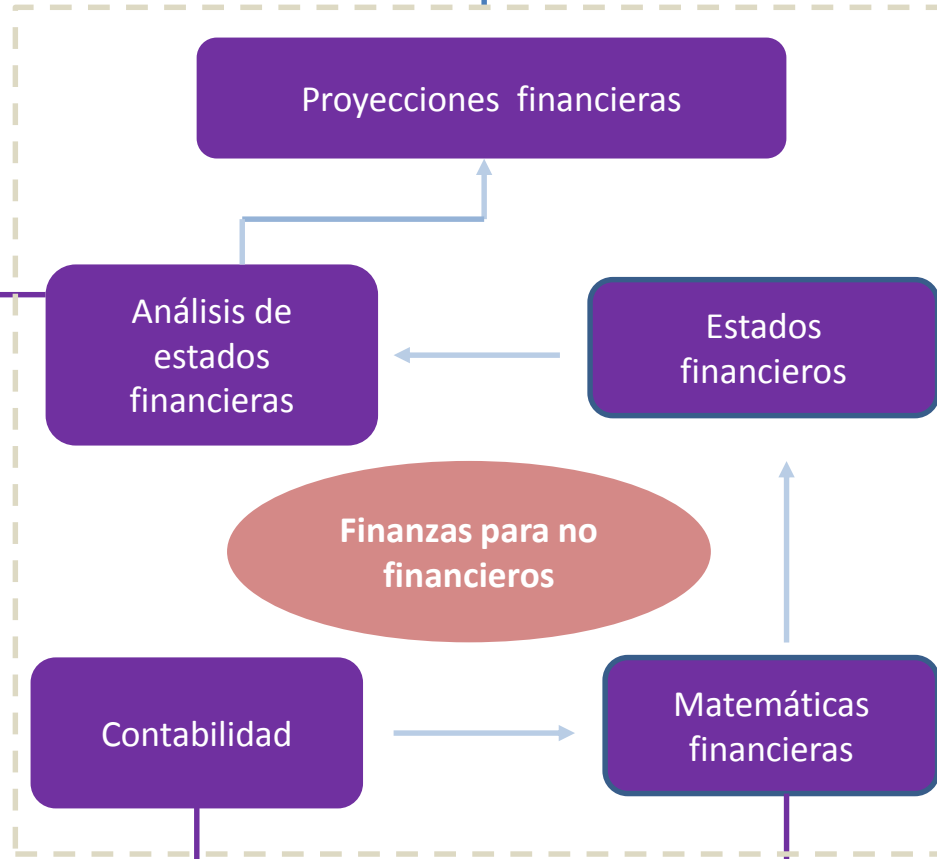 Proyecciones financieras
Análisis de
estados
financieras
Estados
financieros
Finanzas para no
financieros
Contabilidad
Matemáticas
financieras